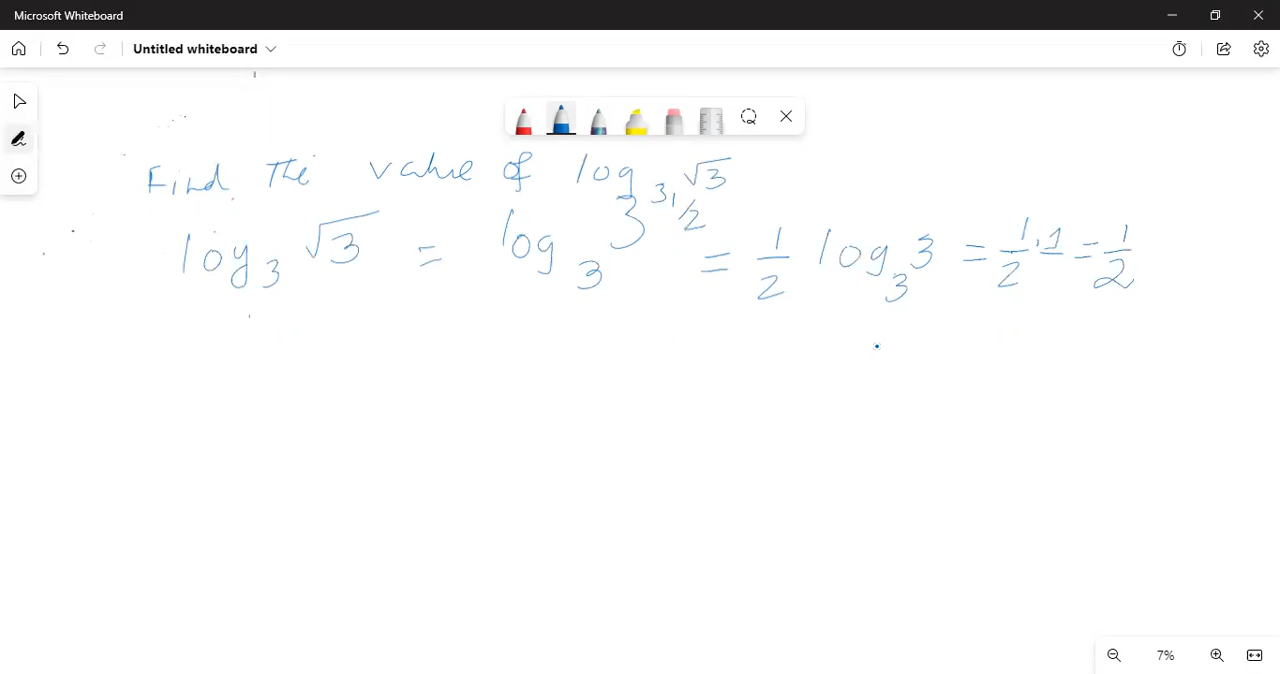 Microsoft Whiteboard
Untitled whiteboard
Find The value of log₃ √3
log₃ √3 = log₃ 3^1/2 = 1/2 log₃ 3 = 1/2 . 1 = 1/2
7%